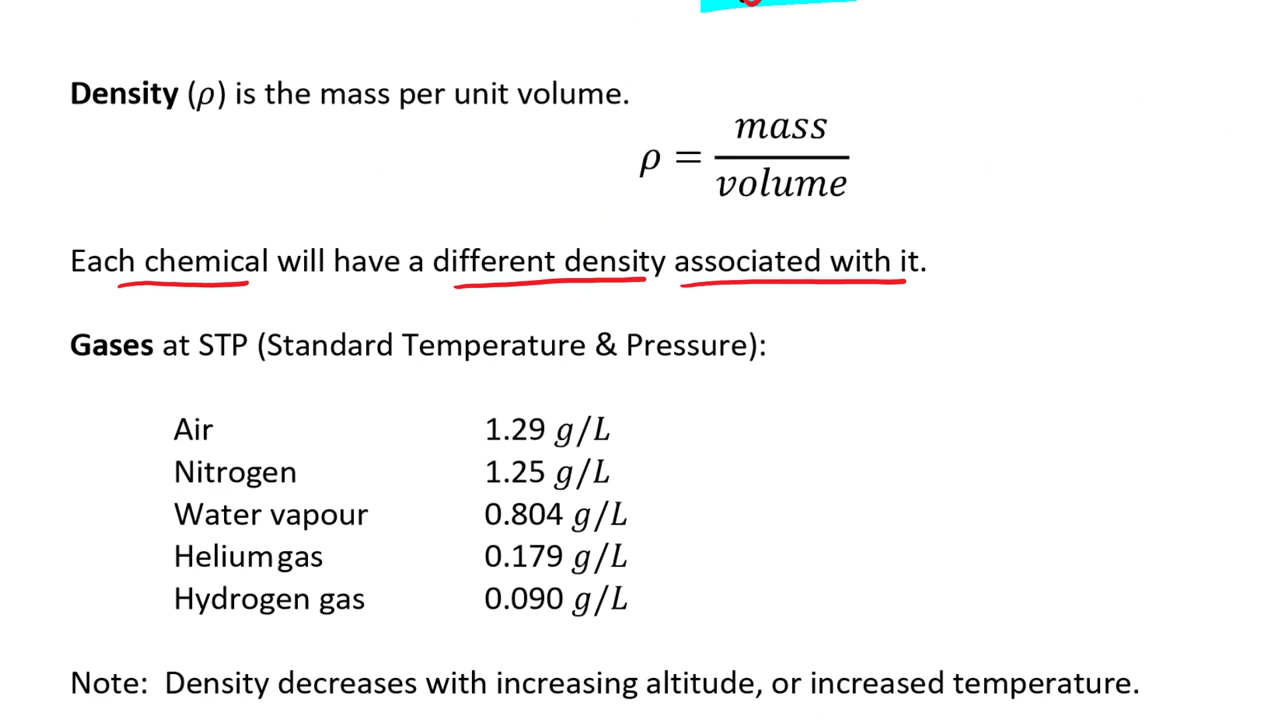 Density (ρ) is the mass per unit volume.
ρ = mass / volume
Each chemical will have a different density associated with it.
Gases at STP (Standard Temperature & Pressure):
Air 1.29 g/L
Nitrogen 1.25 g/L
Water vapour 0.804 g/L
Helium gas 0.179 g/L
Hydrogen gas 0.090 g/L
Note: Density decreases with increasing altitude, or increased temperature.